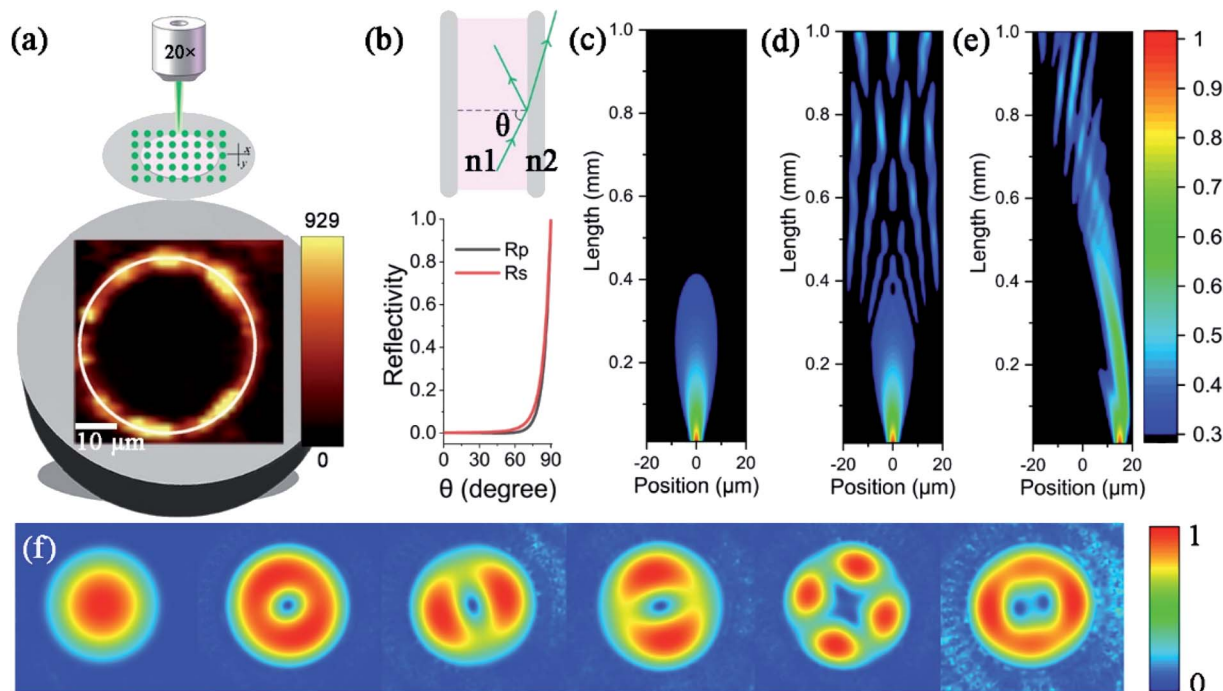 (a)
20×
x
y
929
0
10 μm
(b)
θ
n1
n2
1.0
0.8
0.6
0.4
0.2
0.0
Reflectivity
Rp
Rs
0
30
60
90
θ (degree)
(c)
1.0
0.8
0.6
0.4
0.2
Length (mm)
-20
0
20
Position (μm)
(d)
1.0
0.8
0.6
0.4
0.2
Length (mm)
-20
0
20
Position (μm)
(e)
1.0
0.8
0.6
0.4
0.2
Length (mm)
-20
0
20
Position (μm)
1
0.9
0.8
0.7
0.6
0.5
0.4
0.3
(f)
1
0